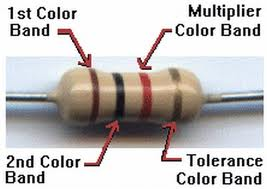 1st Color
Band
Multiplier
Color Band
2nd Color
Band
Tolerance
Color Band